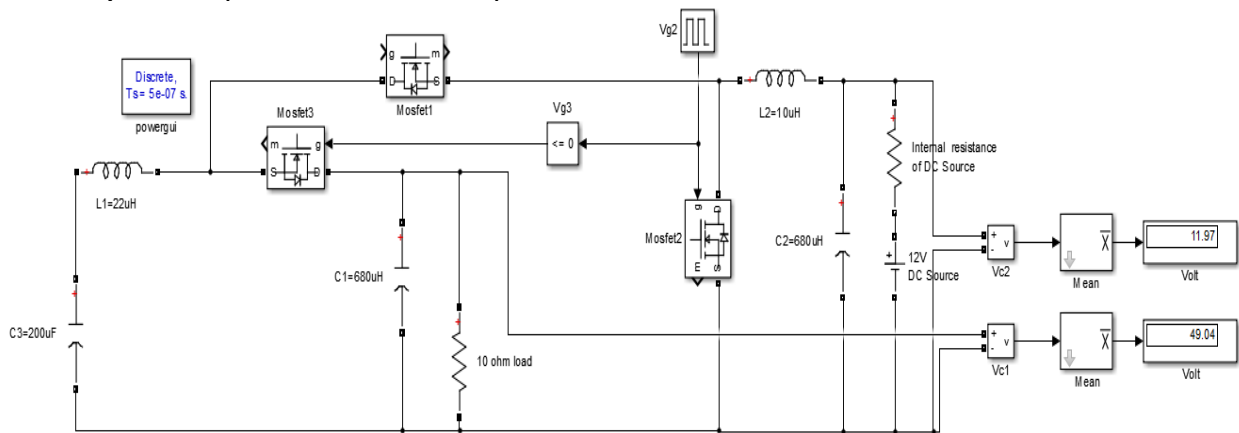 Vg2
Discrete,
Ts= 5e-07 s.
powergui
g
m
D
S
Mosfet1
L2=10uH
Mosfet3
Vg3
<= 0
m
g
S
D
L1=22uH
Internal resistance
of DC Source
g
D
Mosfet2
m
S
C1=680uH
C2=680uH
12V
DC Source
+
-
v
Vc2
X
Mean
11.97
Volt
C3=200uF
10 ohm load
+
-
v
Vc1
X
Mean
49.04
Volt